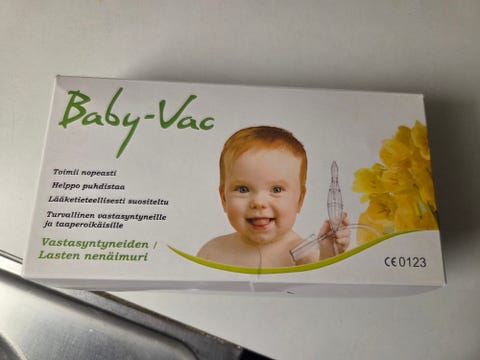 Baby-Vac
Toimii nopeasti
Helppo puhdistaa
Lääketieteellisesti suositeltu
Turvallinen vastasyntyneille
ja taaperoikäisille
Vastasyntyneiden /
Lasten nenäimuri
CE 0123